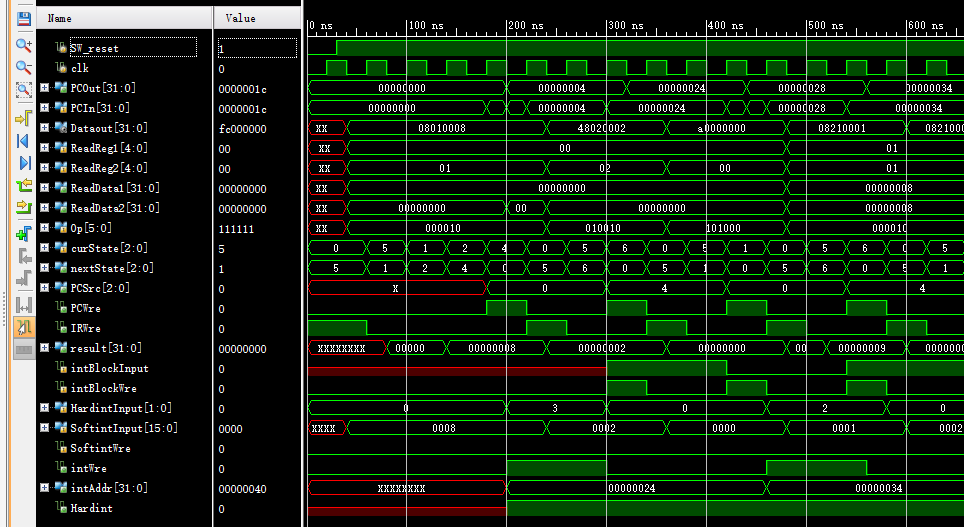 Name Value 0 ns 100 ns 200 ns 300 ns 400 ns 500 ns 600
SW_reset 1
clk 0
PCOut[31:0] 0000001c 00000000 00000004 00000024 00000028 00000034
PCIn[31:0] 0000001c 00000000 00000004 00000024 00000028 00000034
Dataout[31:0] fc000000 XX 08010008 48020002 a0000000 08210001 08210
ReadReg1[4:0] 00 XX 00 01
ReadReg2[4:0] 00 XX 01 02 00 01
ReadData1[31:0] 00000000 XX 00000000 00000008
ReadData2[31:0] 00000000 XX 00000000 00 00000000 00000008
Op[5:0] 111111 XX 000010 010010 101000 000010
curState[2:0] 5 0 5 1 2 4 0 5 6 0 5 1 0 5 6 0 5
nextState[2:0] 1 5 1 2 4 0 5 6 0 5 1 0 5 6 0 5 1
PCSrc[2:0] 0 X 0 4 0 4
PCWre 0
IRWre 0
result[31:0] 00000000 XXXXXXXX 00000 00000008 00000002 00000000 00 00000009 0000000
intBlockInput 0
intBlockWre 0
HardintInput[1:0] 0 0 3 0 2 0
SoftintInput[15:0] 0000 XXXX 0008 0002 0000 0001 0002
SoftintWre 0
intWre 0
intAddr[31:0] 00000040 XXXXXXXX 00000024 00000034
Hardint 0